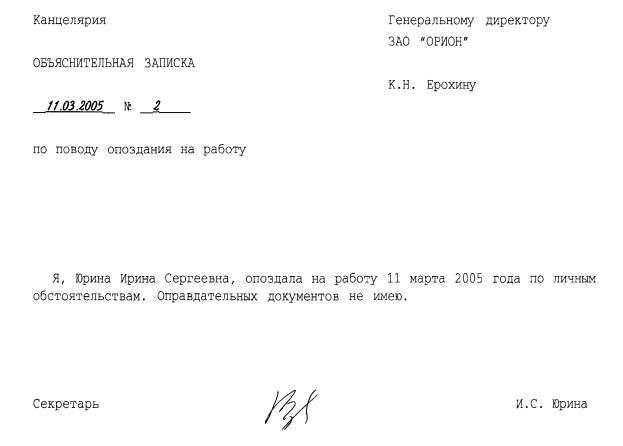 Канцелярия
Генеральному директору
ЗАО "ОРИОН"
ОБЪЯСНИТЕЛЬНАЯ ЗАПИСКА
К.Н. Ерохину
11.03.2005 № 2
по поводу опоздания на работу
Я, Юрина Ирина Сергеевна, опоздала на работу 11 марта 2005 года по личным
обстоятельствам. Оправдательных документов не имею.
Секретарь И.С. Юрина